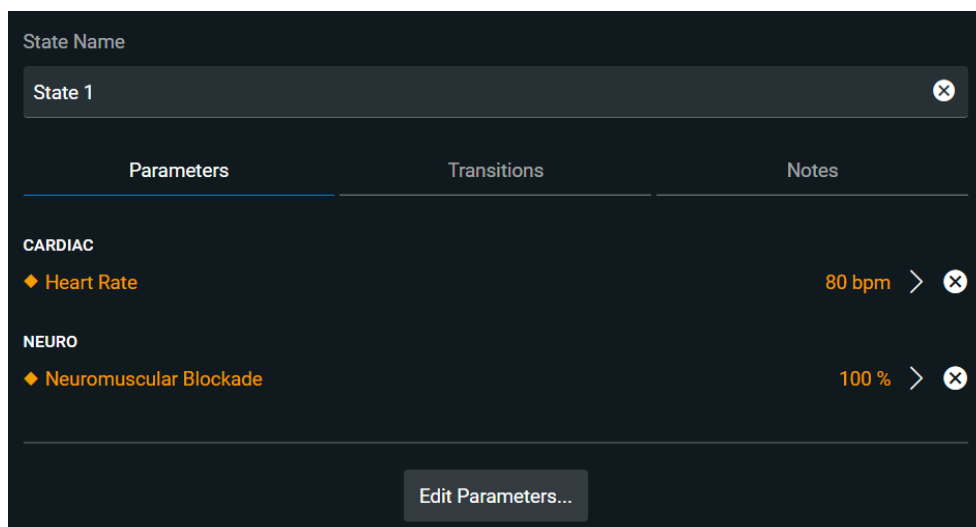 State Name
State 1
Parameters Transitions Notes
CARDIAC
Heart Rate 80 bpm
NEURO
Neuromuscular Blockade 100 %
Edit Parameters...